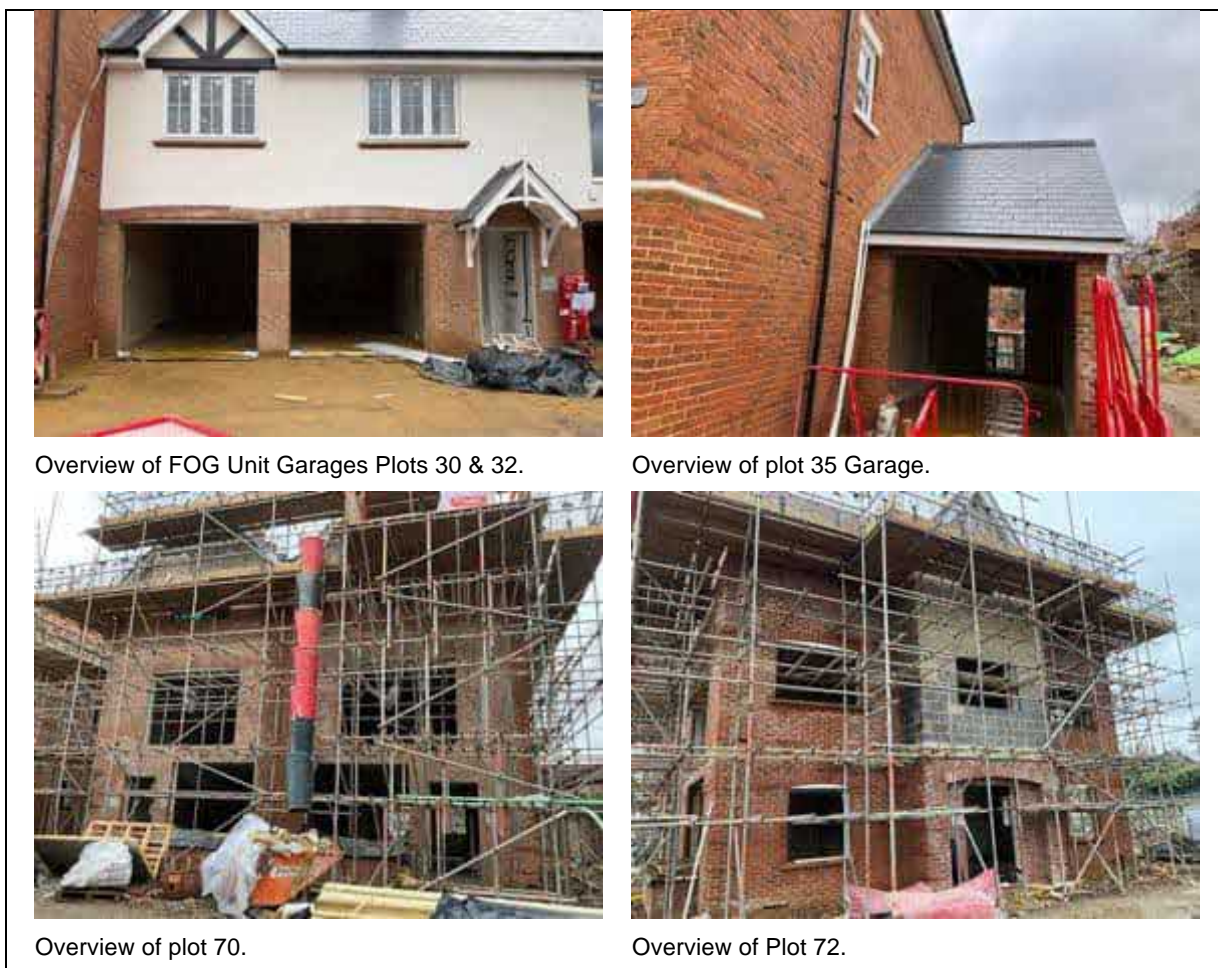 Overview of FOG Unit Garages Plots 30 & 32.
Overview of plot 35 Garage.
Overview of plot 70.
Overview of Plot 72.